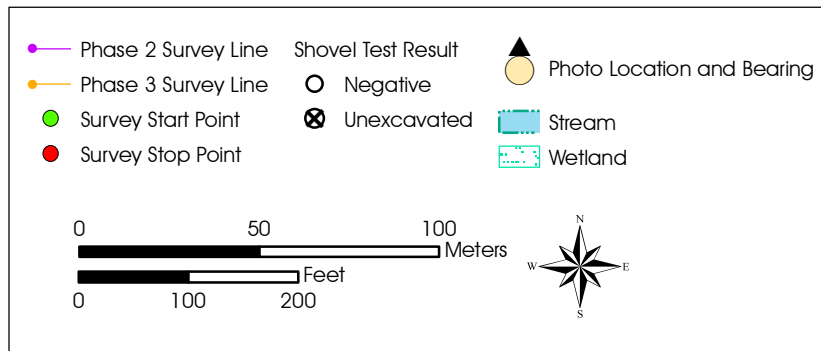 Phase 2 Survey Line
Phase 3 Survey Line
Survey Start Point
Survey Stop Point
Shovel Test Result
Negative
Unexcavated
Photo Location and Bearing
Stream
Wetland
0 50 100
Meters
Feet
0 100 200
N
W E
S